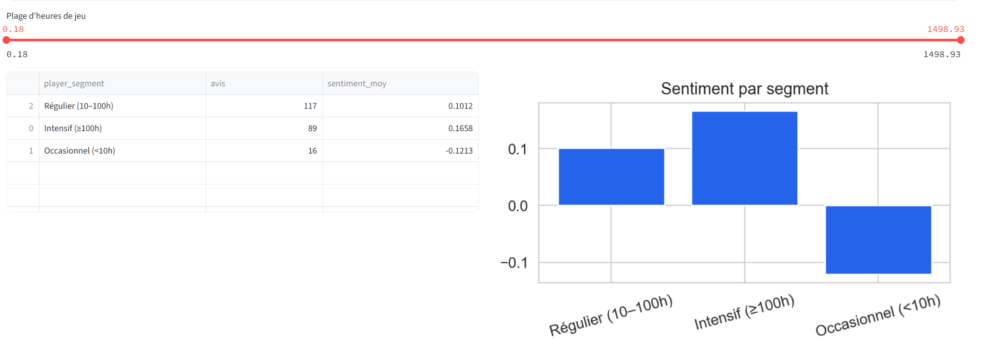 Plage d'heures de jeu
0.18 1498.93
0.18 1498.93
player_segment avis sentiment_moy
2 Régulier (10–100h) 117 0.1012
0 Intensif (≥100h) 89 0.1658
1 Occasionnel (<10h) 16 -0.1213
Sentiment par segment
0.1
0.0
−0.1
Régulier (10–100h) Intensif (≥100h) Occasionnel (<10h)